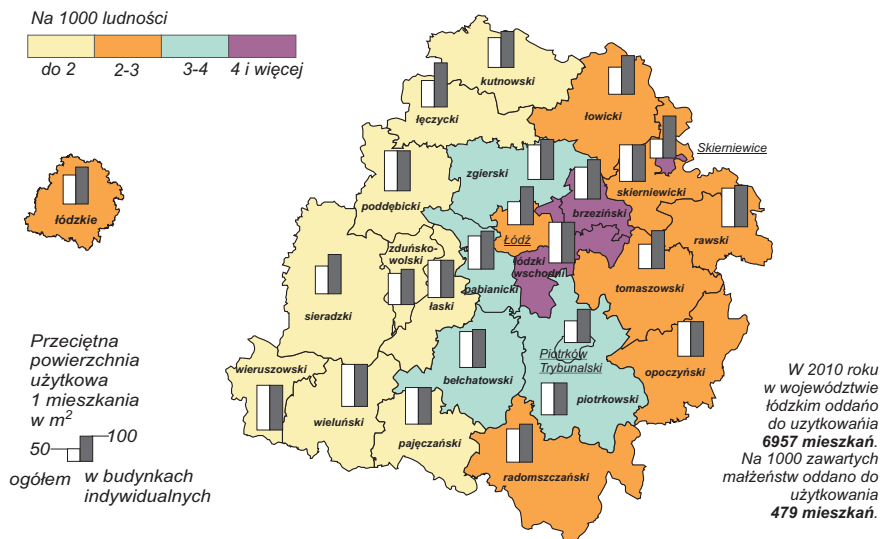 Na 1000 ludności
do 2
2-3
3-4
4 i więcej
kutnowski
łęczycki
łowicki
Skierniewice
zgierski
skierniewicki
poddębicki
brzeziński
łódzkie
Łódź
rawski
zduńsko-
wolski
łódzki
wschodni
pabianicki
tomaszowski
łaski
sieradzki
Przeciętna
powierzchnia
użytkowa
1 mieszkania
w m²
50
100
ogółem
w budynkach
indywidualnych
wieruszowski
wieluński
bełchatowski
Piotrków
Trybunalski
opoczyński
piotrkowski
pajęczański
radomszczański
W 2010 roku
w województwie
łódzkim oddańo
do uzytkowańia
6957 mieszkań.
Na 1000 zawartych
małżeństw oddano do
użytkowania
479 mieszkań.